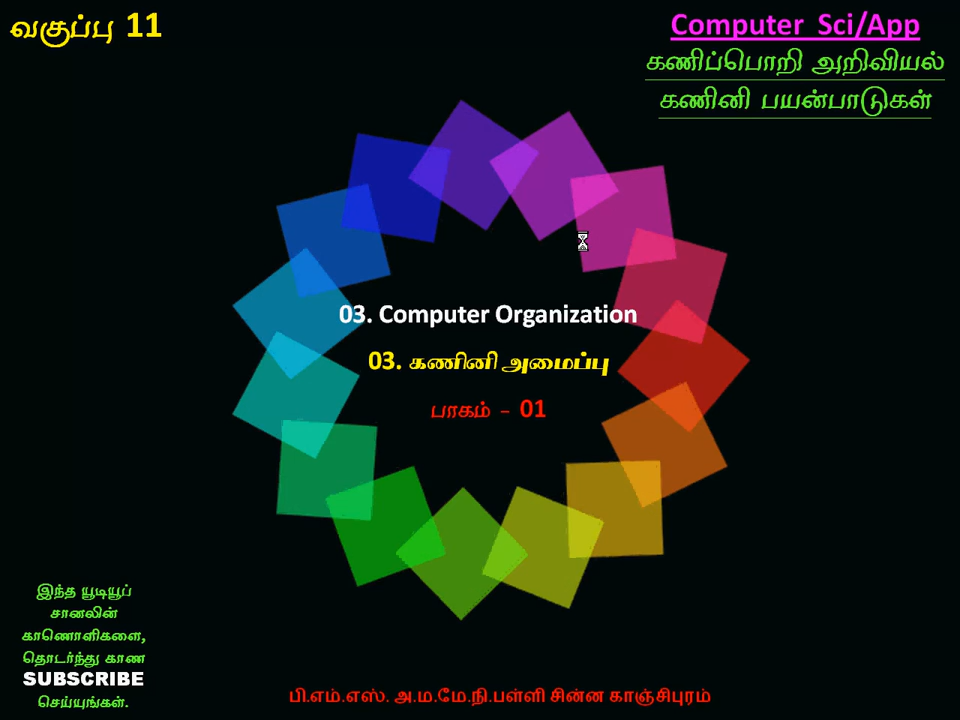 வகுப்பு 11
Computer Sci/App
கணிப்பொறி அறிவியல்
கணினி பயன்பாடுகள்
03. Computer Organization
03. கணினி அமைப்பு
பாகம் - 01
இந்த யூடியூப்
சானலின்
காணொளிகளை,
தொடர்ந்து காண
SUBSCRIBE
செய்யுங்கள்.
பி.எம்.எஸ். அ.ம.மே.நி.பள்ளி சின்ன காஞ்சிபுரம்